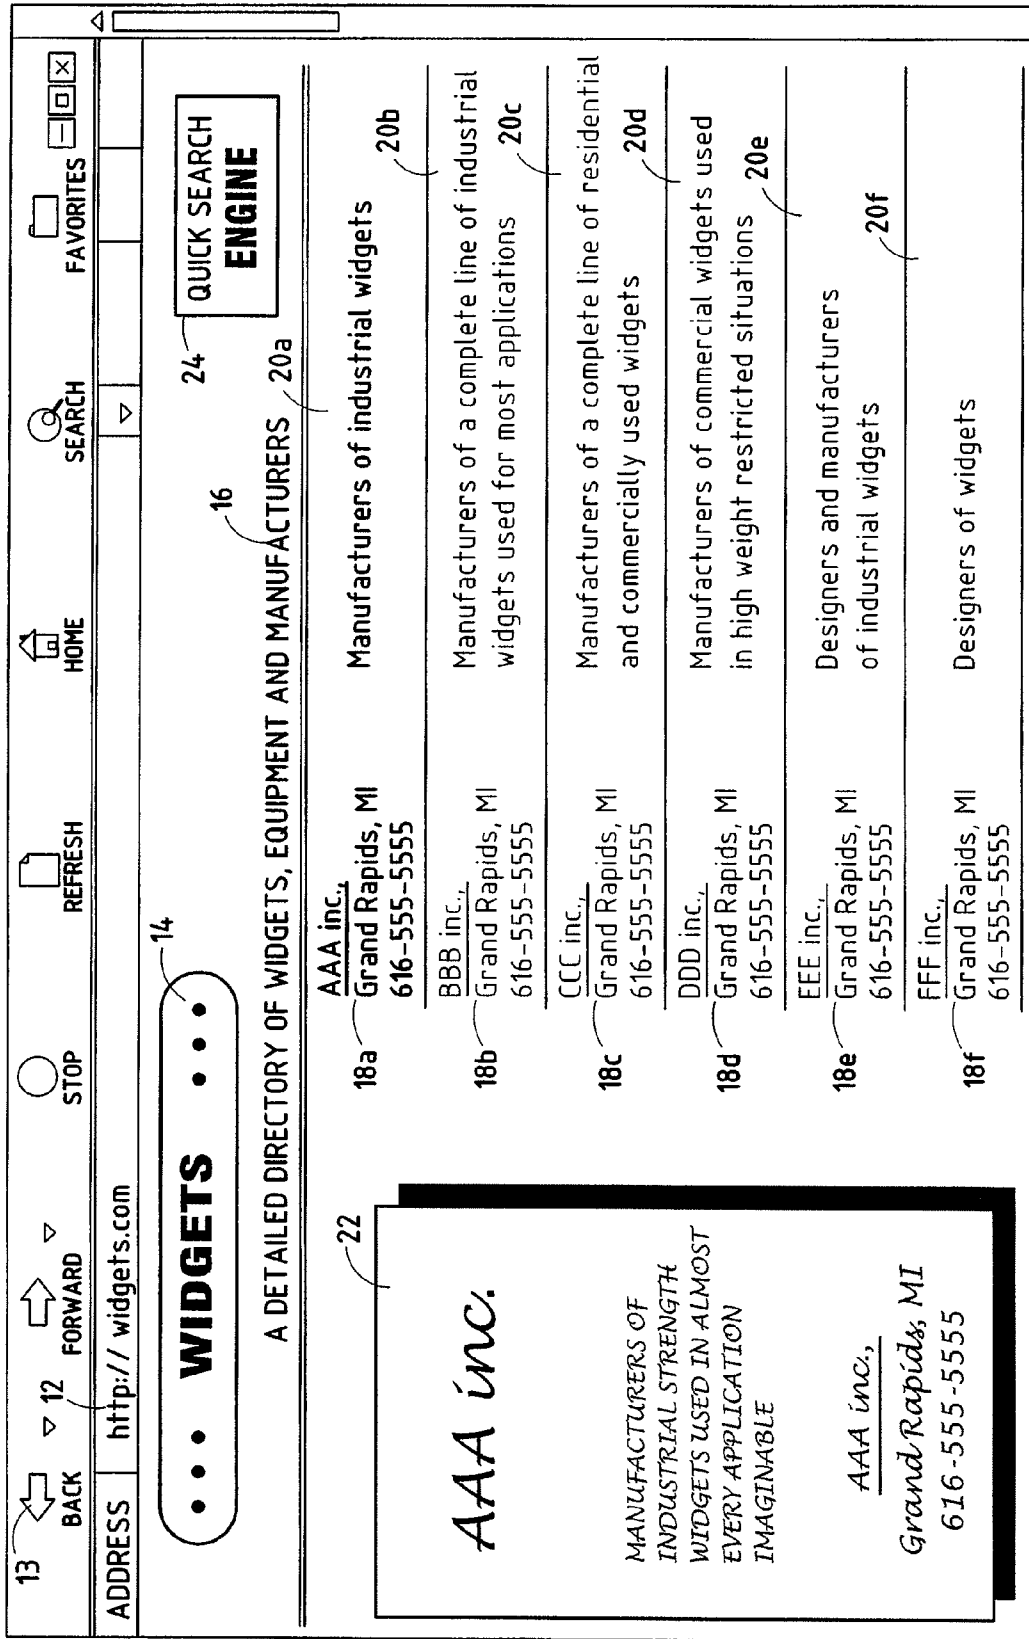 13
BACK
FORWARD
STOP
REFRESH
HOME
SEARCH
FAVORITES
12
ADDRESS http:// widgets.com
14
••• WIDGETS •••
24
QUICK SEARCH
ENGINE
16
A DETAILED DIRECTORY OF WIDGETS, EQUIPMENT AND MANUFACTURERS
20a
22
AAA inc.
MANUFACTURERS OF
INDUSTRIAL STRENGTH
WIDGETS USED IN ALMOST
EVERY APPLICATION
IMAGINABLE
AAA inc.,
Grand Rapids, MI
616-555-5555
18a
AAA inc.,
Grand Rapids, MI
616-555-5555
Manufacturers of industrial widgets
20b
18b
BBB inc.,
Grand Rapids, MI
616-555-5555
Manufacturers of a complete line of industrial
widgets used for most applications
20c
18c
CCC inc.,
Grand Rapids, MI
616-555-5555
Manufacturers of a complete line of residential
and commercially used widgets
20d
18d
DDD inc.,
Grand Rapids, MI
616-555-5555
Manufacturers of commercial widgets used
in high weight restricted situations
20e
18e
EEE inc.,
Grand Rapids, MI
616-555-5555
Designers and manufacturers
of industrial widgets
20f
18f
FFF inc.,
Grand Rapids, MI
616-555-5555
Designers of widgets